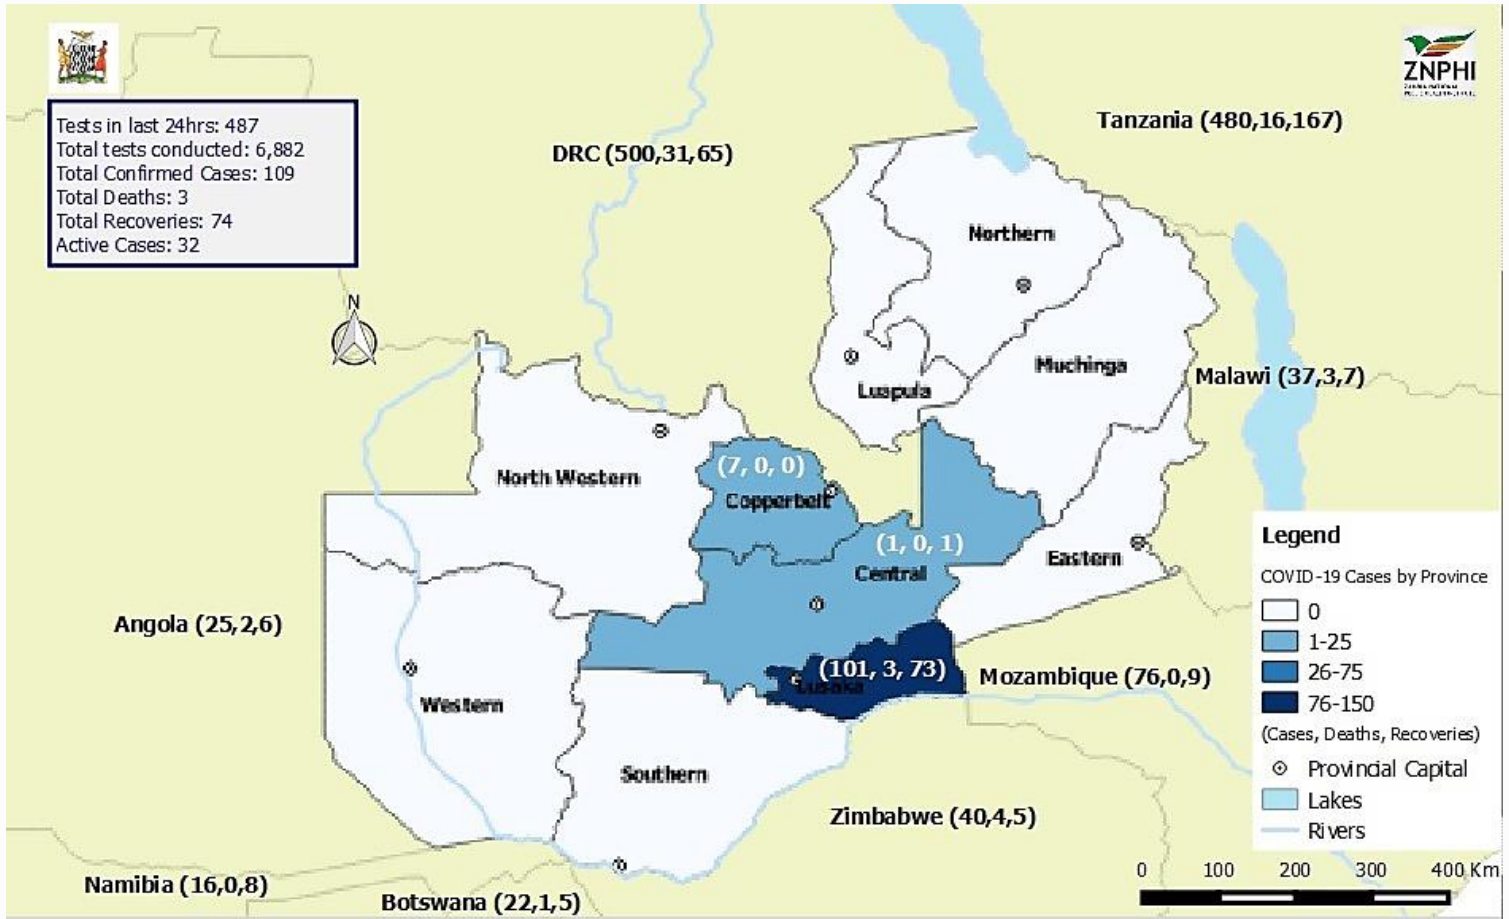 ZNPHI
Tests in last 24hrs: 487
Total tests conducted: 6,882
Total Confirmed Cases: 109
Total Deaths: 3
Total Recoveries: 74
Active Cases: 32
Tanzania (480,16,167)
DRC (500,31,65)
Northern
N
Muchinga
Malawi (37,3,7)
Luapula
(7, 0, 0)
North Western
Copperbelt
(1, 0, 1)
Eastern
Central
Angola (25,2,6)
(101, 3, 73)
Mozambique (76,0,9)
Lusaka
Western
Southern
Zimbabwe (40,4,5)
Namibia (16,0,8)
Botswana (22,1,5)
Legend
COVID-19 Cases by Province
0
1-25
26-75
76-150
(Cases, Deaths, Recoveries)
Provincial Capital
Lakes
Rivers
0 100 200 300 400 Km